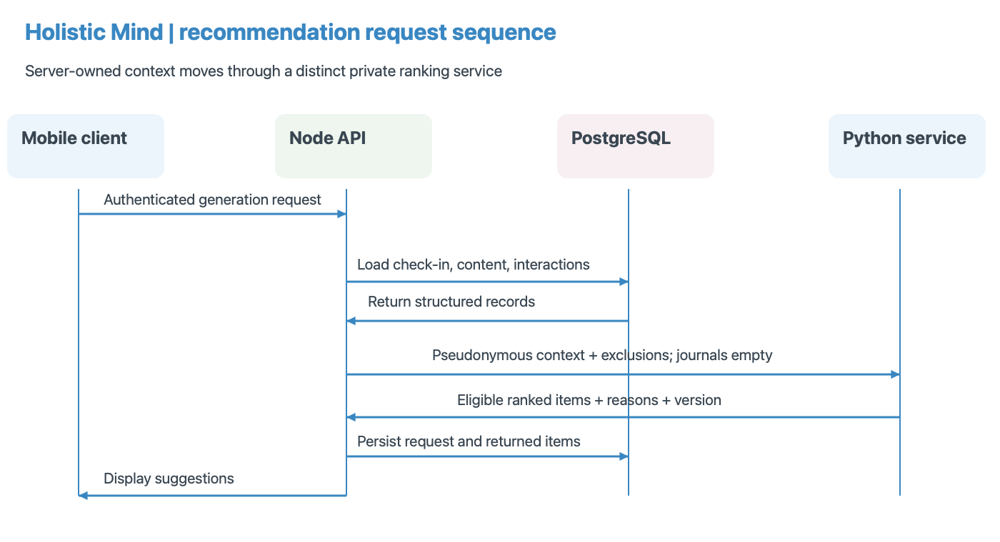 Holistic Mind | recommendation request sequence
Server-owned context moves through a distinct private ranking service
Mobile client
Node API
PostgreSQL
Python service
Authenticated generation request
Load check-in, content, interactions
Return structured records
Pseudonymous context + exclusions; journals empty
Eligible ranked items + reasons + version
Persist request and returned items
Display suggestions